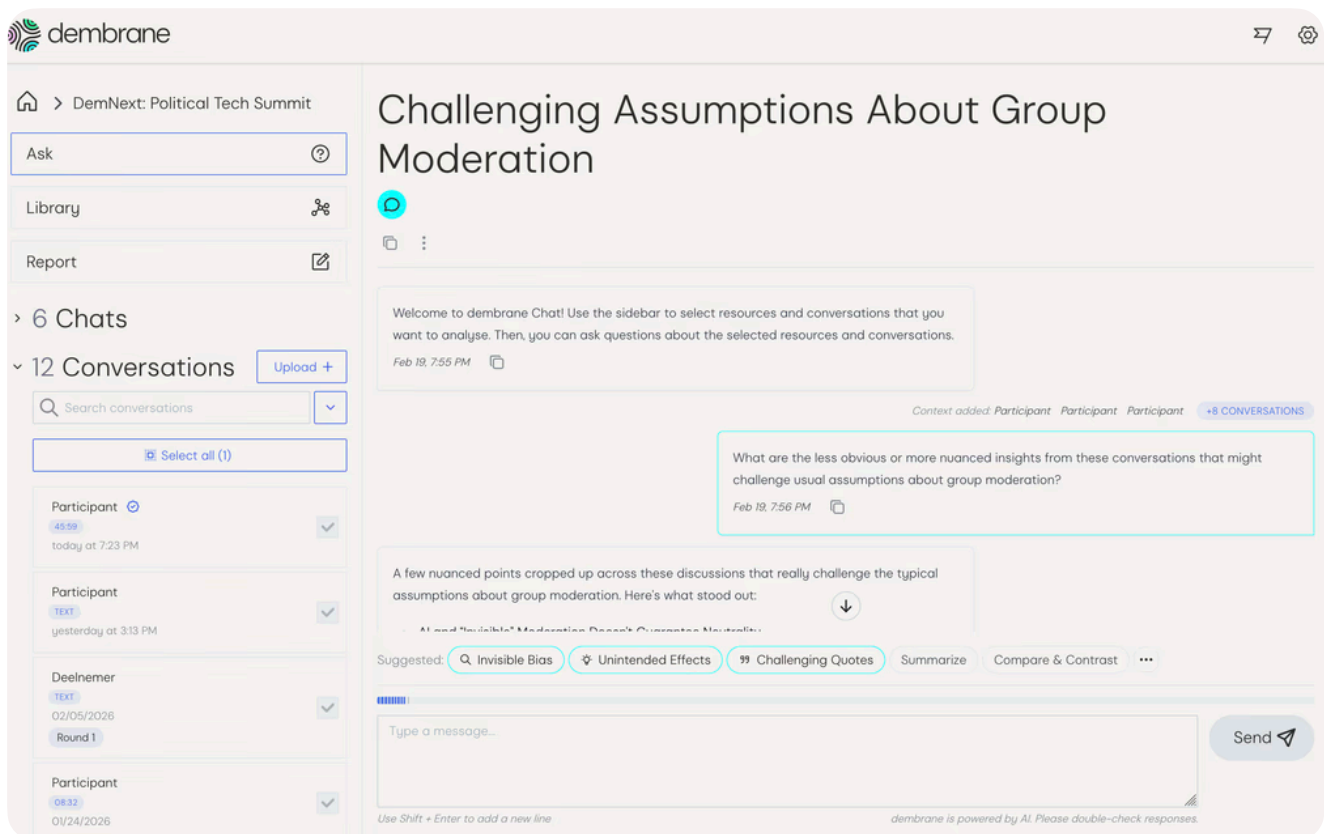 dembrane
DemNext: Political Tech Summit
Ask
Library
Report
6 Chats
12 Conversations
Upload +
Search conversations
Select all (1)
Participant
45:59
today at 7:23 PM
Participant
TEXT
yesterday at 3:13 PM
Deelnemer
TEXT
02/05/2026
Round 1
Participant
08:32
01/24/2026
Challenging Assumptions About Group
Moderation
Welcome to dembrane Chat! Use the sidebar to select resources and conversations that you
want to analyse. Then, you can ask questions about the selected resources and conversations.
Feb 19, 7:55 PM
Context added: Participant Participant Participant +8 CONVERSATIONS
What are the less obvious or more nuanced insights from these conversations that might
challenge usual assumptions about group moderation?
Feb 19, 7:56 PM
A few nuanced points cropped up across these discussions that really challenge the typical
assumptions about group moderation. Here's what stood out:
AI and "Invisible" Moderation Doesn't Guarantee Neutrality
Suggested: Invisible Bias Unintended Effects Challenging Quotes Summarize Compare & Contrast
Type a message...
Send
Use Shift + Enter to add a new line
dembrane is powered by AI. Please double-check responses.